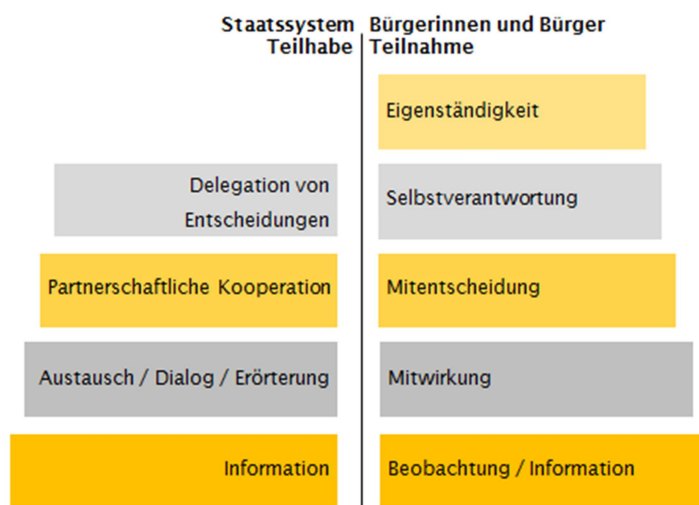 Staatssystem Bürgerinnen und Bürger
Teilhabe Teilnahme
Eigenständigkeit
Delegation von
Entscheidungen
Selbstverantwortung
Partnerschaftliche Kooperation
Mitentscheidung
Austausch / Dialog / Erörterung
Mitwirkung
Information
Beobachtung / Information